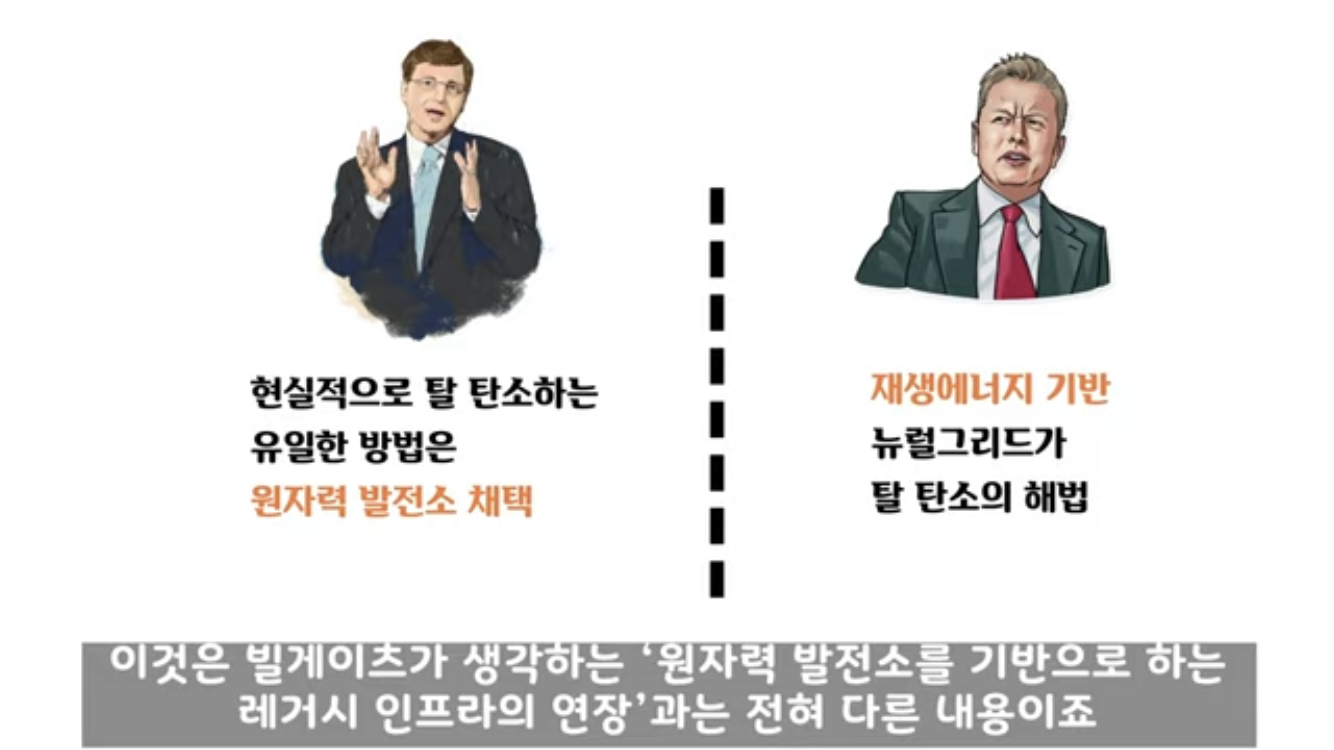 현실적으로 탈 탄소하는
유일한 방법은
원자력 발전소 채택
재생에너지 기반
뉴럴그리드가
탈 탄소의 해법
이것은 빌게이츠가 생각하는 ‘원자력 발전소를 기반으로 하는
레거시 인프라의 연장’과는 전혀 다른 내용이죠